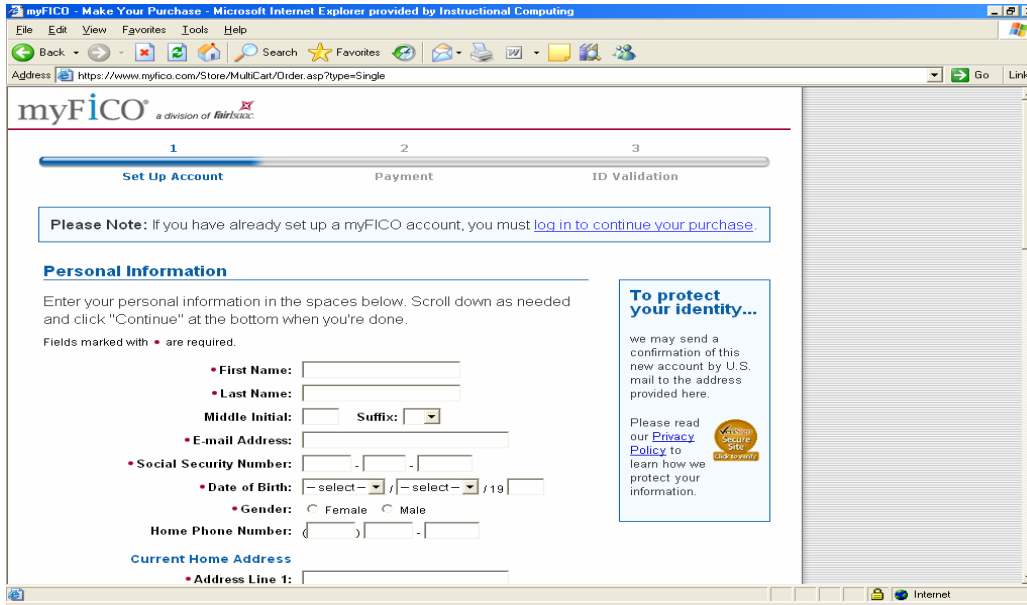 myFICO - Make Your Purchase - Microsoft Internet Explorer provided by Instructional Computing
File Edit View Favorites Tools Help
Back Search Favorites
Address https://www.myfico.com/Store/MultiCart/Order.asp?type=Single Go Link
myFICO® a division of FairIsaac.
1 2 3
Set Up Account Payment ID Validation
Please Note: If you have already set up a myFICO account, you must log in to continue your purchase.
Personal Information
Enter your personal information in the spaces below. Scroll down as needed
and click "Continue" at the bottom when you're done.
Fields marked with • are required.
• First Name:
• Last Name:
Middle Initial: Suffix:
• E-mail Address:
• Social Security Number: - -
• Date of Birth: – select – / – select – / 19
• Gender: Female Male
Home Phone Number: ( ) -
Current Home Address
• Address Line 1:
To protect
your identity...
we may send a
confirmation of this
new account by U.S.
mail to the address
provided here.
Please read
our Privacy
Policy to
learn how we
protect your
information.
VeriSign
Secure
Site
Click to verify
Internet